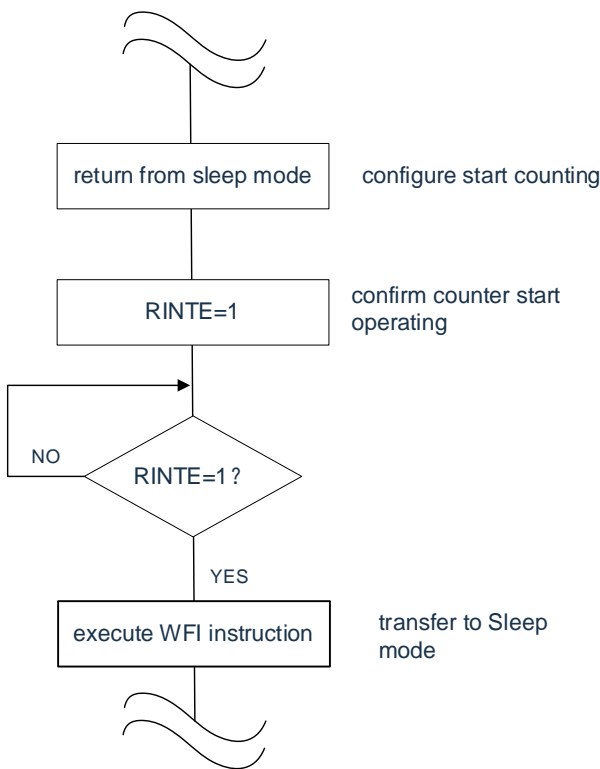 return from sleep mode
configure start counting
RINTE=1
confirm counter start
operating
NO
RINTE=1?
YES
execute WFI instruction
transfer to Sleep
mode